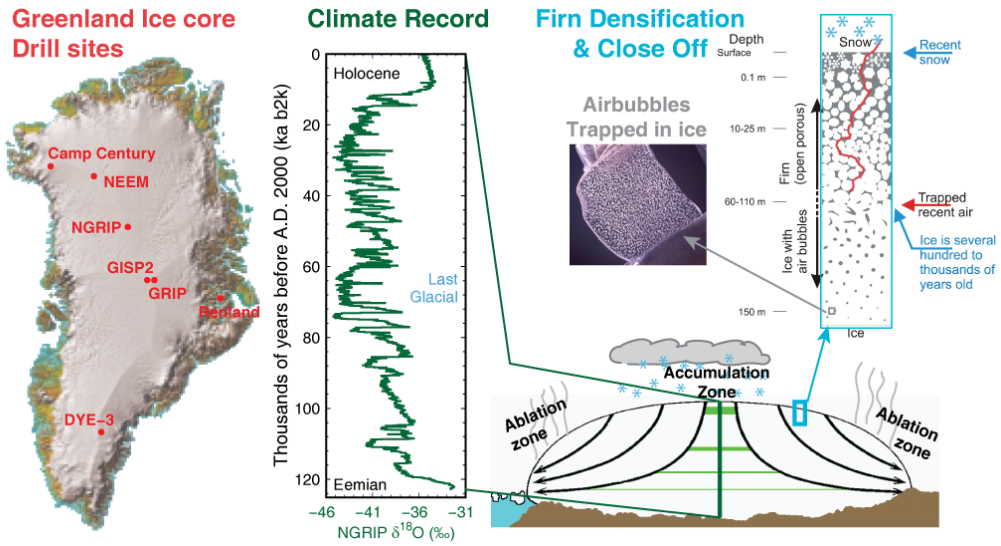 Greenland Ice core
Drill sites
Camp Century
NEEM
NGRIP
GISP2
GRIP
Renland
DYE-3
Climate Record
Thousands of years before A.D. 2000 (ka b2k)
0
20
40
60
80
100
120
Holocene
Last
Glacial
Eemian
−46
−41
−36
−31
NGRIP δ18O (‰)
Firn Densification
& Close Off
Airbubbles
Trapped in ice
Depth
Surface
0.1 m
10-25 m
60-110 m
150 m
Firn
(open porous)
Ice with
air bubbles
Snow
Ice
Recent
snow
Trapped
recent air
Ice is several
hundred to
thousands of
years old
Accumulation
Zone
Ablation
zone
Ablation
zone